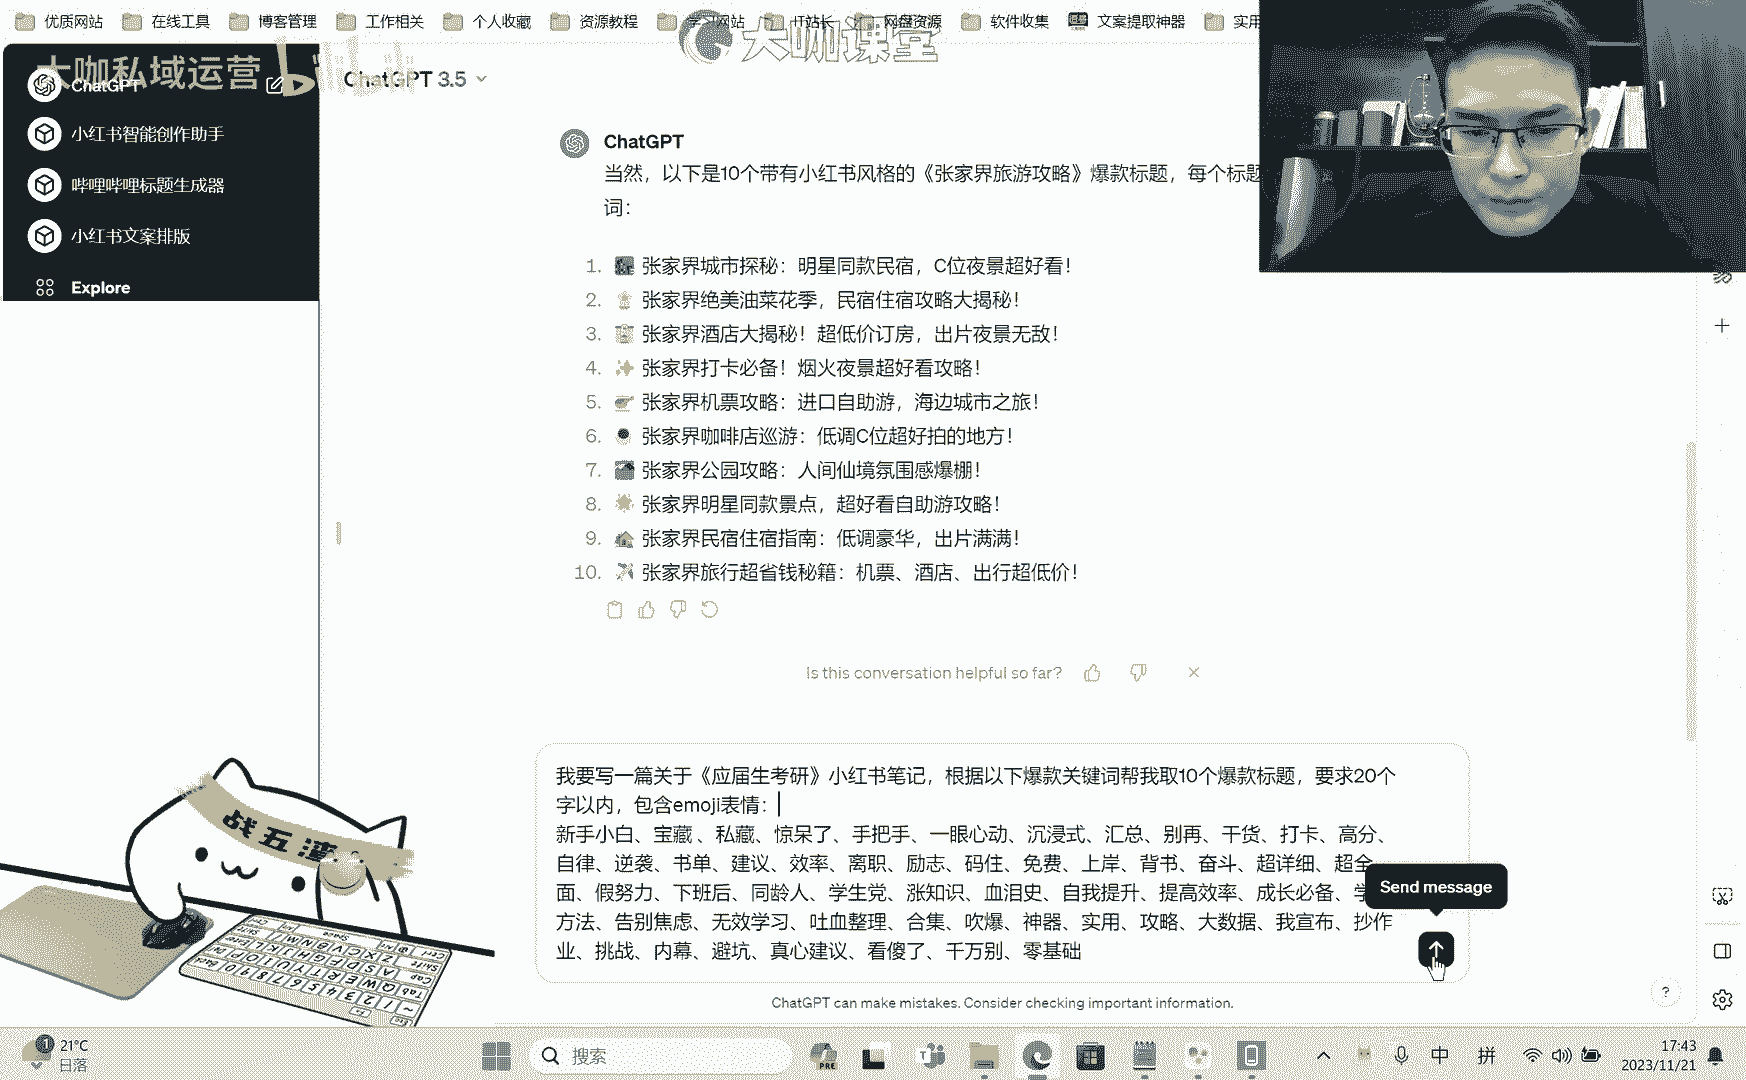 优质网站
在线工具
博客管理
工作相关
个人收藏
资源教程
IT站长
网盘资源
软件收集
文案提取神器
大咖课堂
大咖私域运营
bilibili
ChatGPT
ChatGPT 3.5
小红书智能创作助手
哔哩哔哩标题生成器
小红书文案排版
Explore
ChatGPT
当然，以下是10个带有小红书风格的《张家界旅游攻略》爆款标题，每个标题
词：
1. 张家界城市探秘：明星同款民宿，C位夜景超好看！
2. 张家界绝美油菜花季，民宿住宿攻略大揭秘！
3. 张家界酒店大揭秘！超低价订房，出片夜景无敌！
4. 张家界打卡必备！烟火夜景超好看攻略！
5. 张家界机票攻略：进口自助游，海边城市之旅！
6. 张家界咖啡店巡游：低调C位超好拍的地方！
7. 张家界公园攻略：人间仙境氛围感爆棚！
8. 张家界明星同款景点，超好看自助游攻略！
9. 张家界民宿住宿指南：低调豪华，出片满满！
10. 张家界旅行超省钱秘籍：机票、酒店、出行超低价！
Is this conversation helpful so far?
我要写一篇关于《应届生考研》小红书笔记，根据以下爆款关键词帮我取10个爆款标题，要求20个
字以内，包含emoji表情：
新手小白、宝藏 、私藏、惊呆了、手把手、一眼心动、沉浸式、汇总、别再、干货、打卡、高分、
自律、逆袭、书单、建议、效率、离职、励志、码住、免费、上岸、背书、奋斗、超详细、超全
面、假努力、下班后、同龄人、学生党、涨知识、血泪史、自我提升、提高效率、成长必备、学
方法、告别焦虑、无效学习、吐血整理、合集、吹爆、神器、实用、攻略、大数据、我宣布、抄作
业、挑战、内幕、避坑、真心建议、看傻了、千万别、零基础
Send message
ChatGPT can make mistakes. Consider checking important information.
?
战五渣
1
21°C
日落
搜索
PRE
中
拼
17:43
2023/11/21